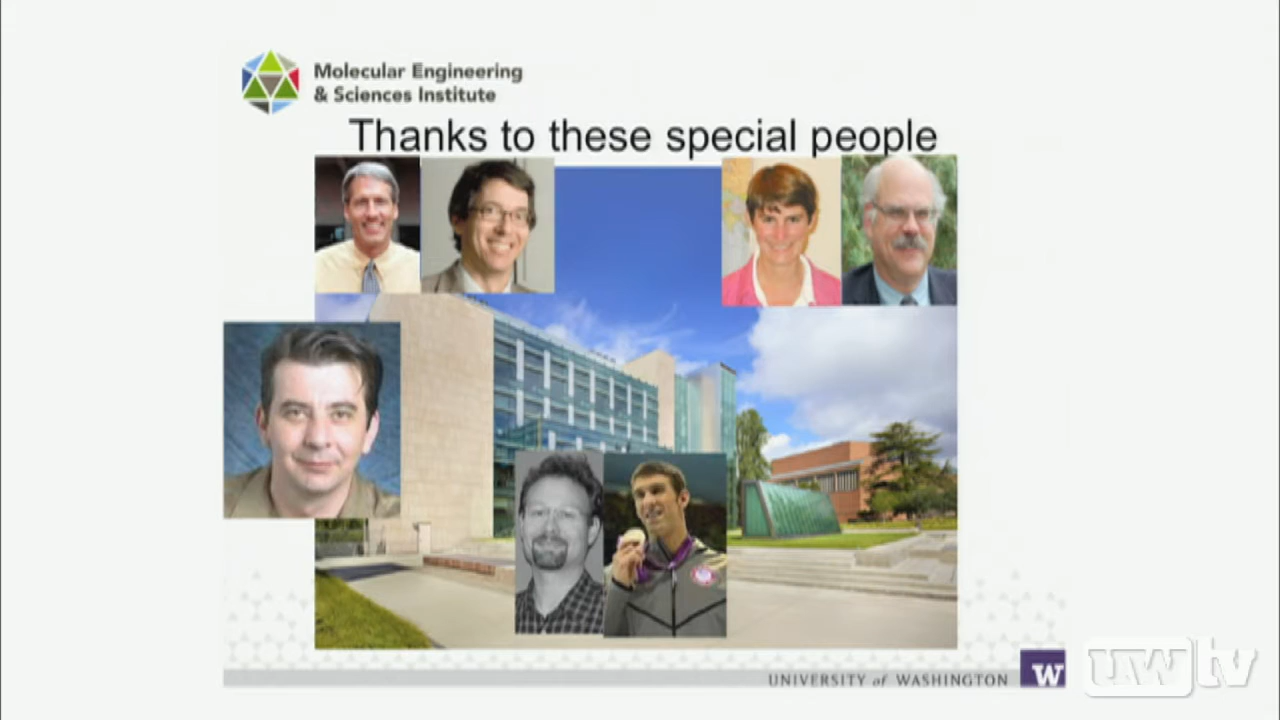 Molecular Engineering
& Sciences Institute
Thanks to these special people
UNIVERSITY of WASHINGTON
W
uwtv